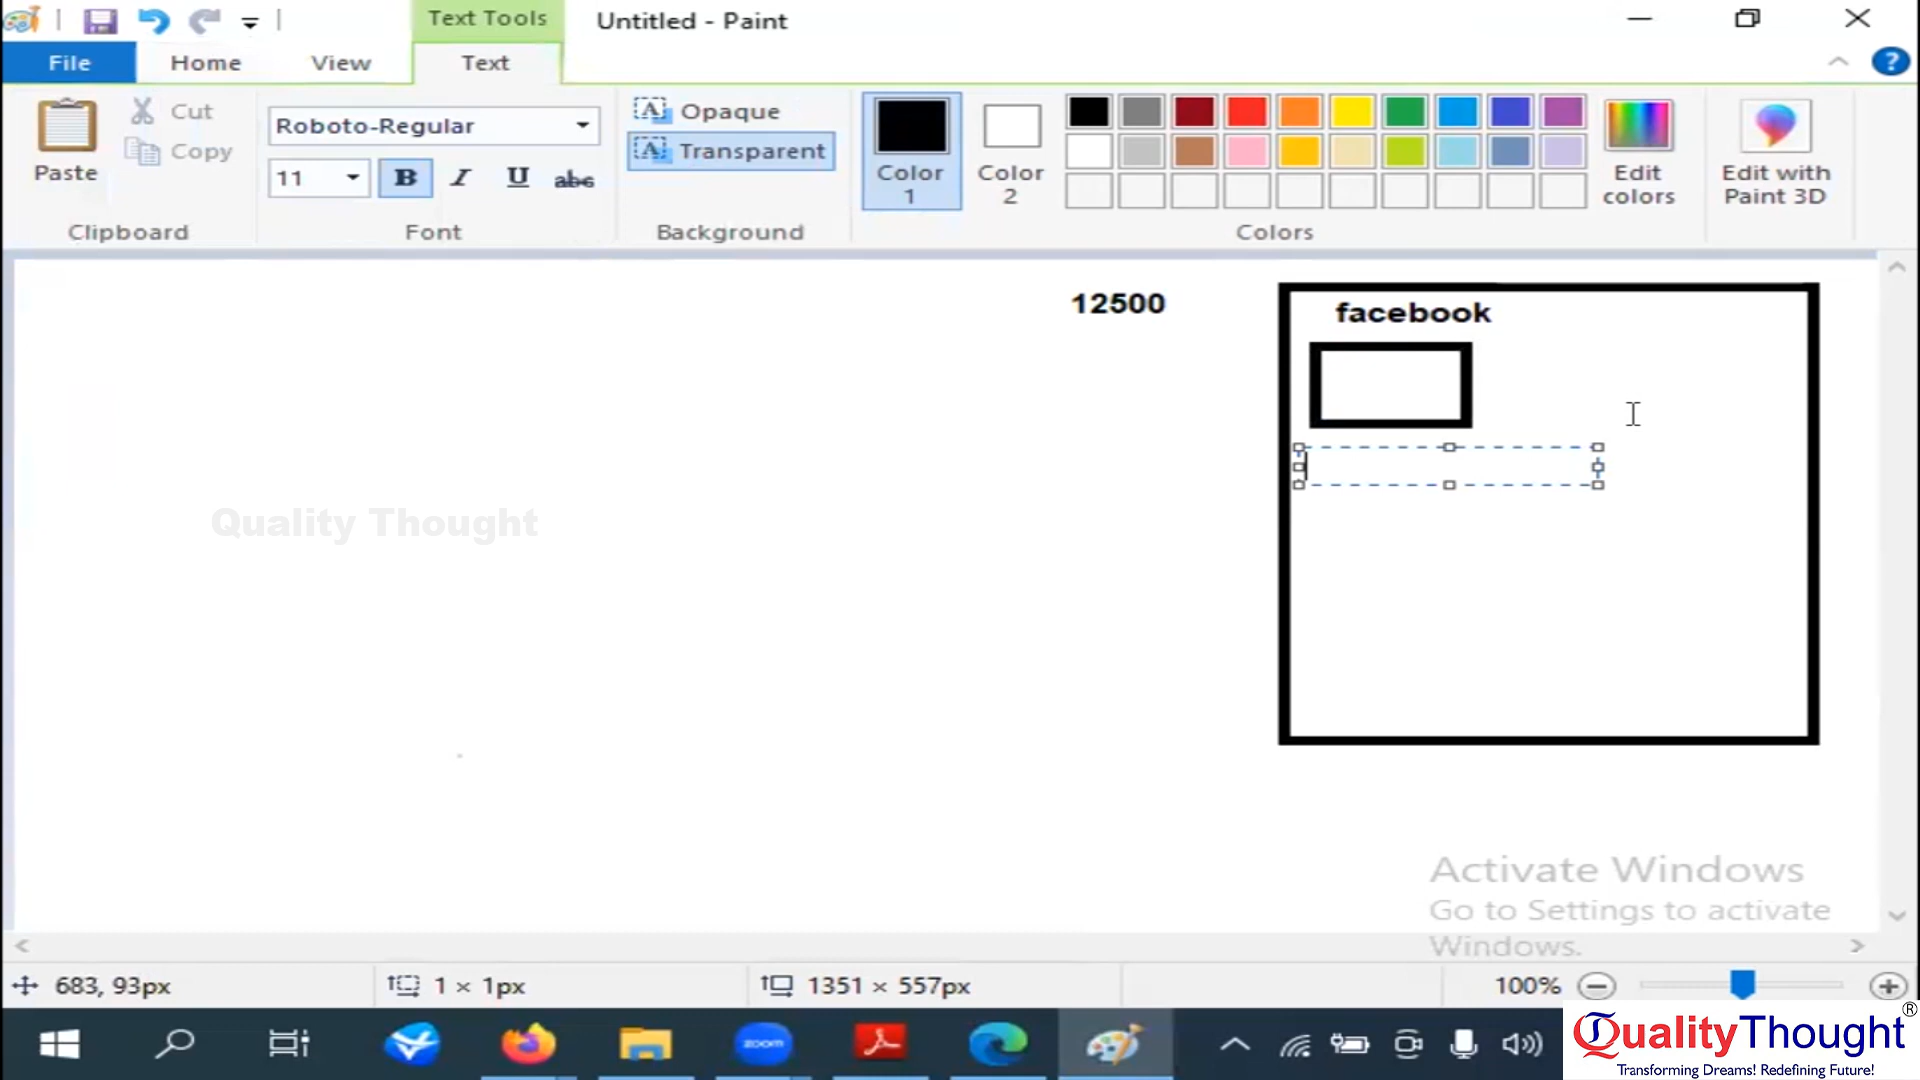 Text Tools
Untitled - Paint
File
Home
View
Text
Paste
Cut
Copy
Clipboard
Roboto-Regular
11
B
I
U
abc
Font
Opaque
Transparent
Background
Color
1
Color
2
Colors
Edit
colors
Edit with
Paint 3D
12500
facebook
Quality Thought
Activate Windows
Go to Settings to activate
Windows.
683, 93px
1 × 1px
1351 × 557px
100%
zoom
QualityThought®
Transforming Dreams! Redefining Future!